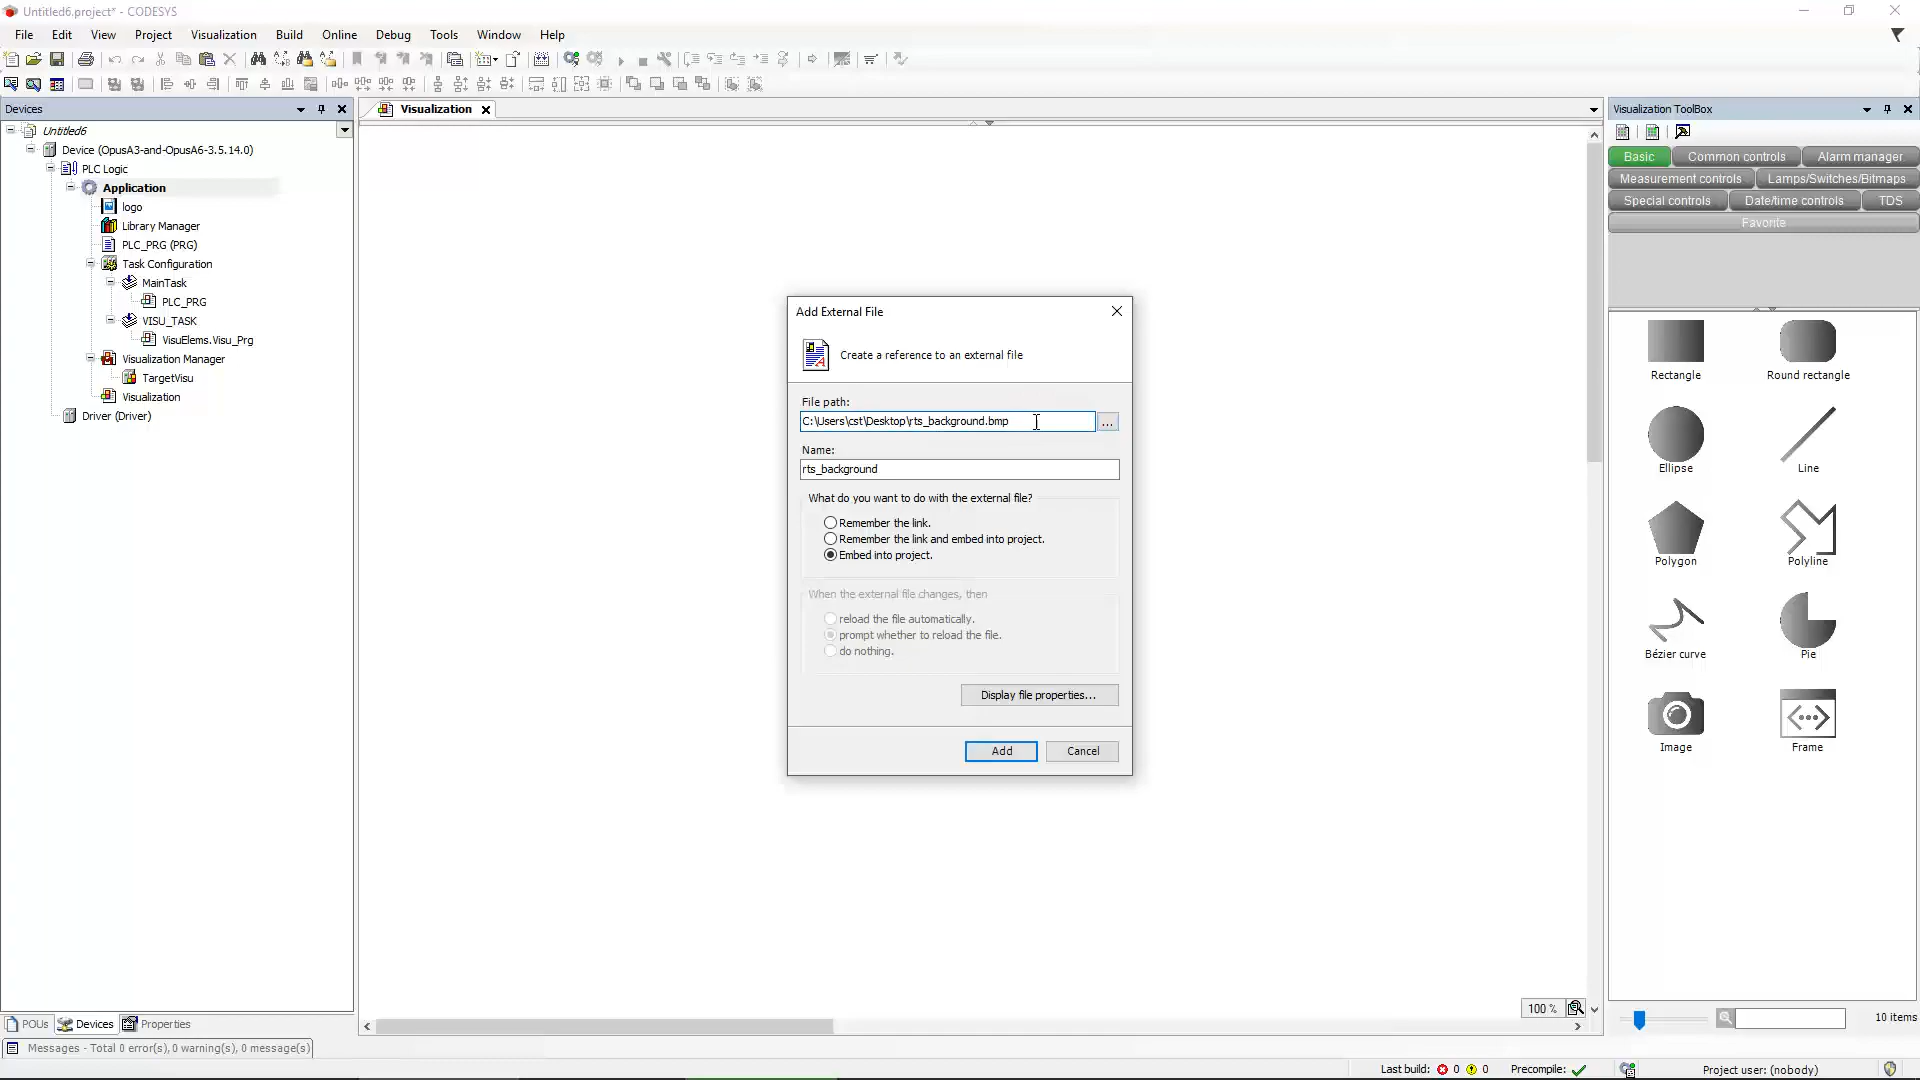 Untitled6.project* - CODESYS
File Edit View Project Visualization Build Online Debug Tools Window Help
Devices
Untitled6
Device (OpusA3-and-OpusA6-3.5.14.0)
PLC Logic
Application
logo
Library Manager
PLC_PRG (PRG)
Task Configuration
MainTask
PLC_PRG
VISU_TASK
VisuElems.Visu_Prg
Visualization Manager
TargetVisu
Visualization
Driver (Driver)
POUs Devices Properties
Messages - Total 0 error(s), 0 warning(s), 0 message(s)
Visualization
Add External File
Create a reference to an external file
File path:
C:\Users\cst\Desktop\rts_background.bmp
...
Name:
rts_background
What do you want to do with the external file?
Remember the link.
Remember the link and embed into project.
Embed into project.
When the external file changes, then
reload the file automatically.
prompt whether to reload the file.
do nothing.
Display file properties...
Add Cancel
100 %
Visualization ToolBox
Basic Common controls Alarm manager
Measurement controls Lamps/Switches/Bitmaps
Special controls Date/time controls TDS
Favorite
Rectangle Round rectangle
Ellipse Line
Polygon Polyline
Bézier curve Pie
Image Frame
10 items
Last build: 0 0 Precompile: Project user: (nobody)